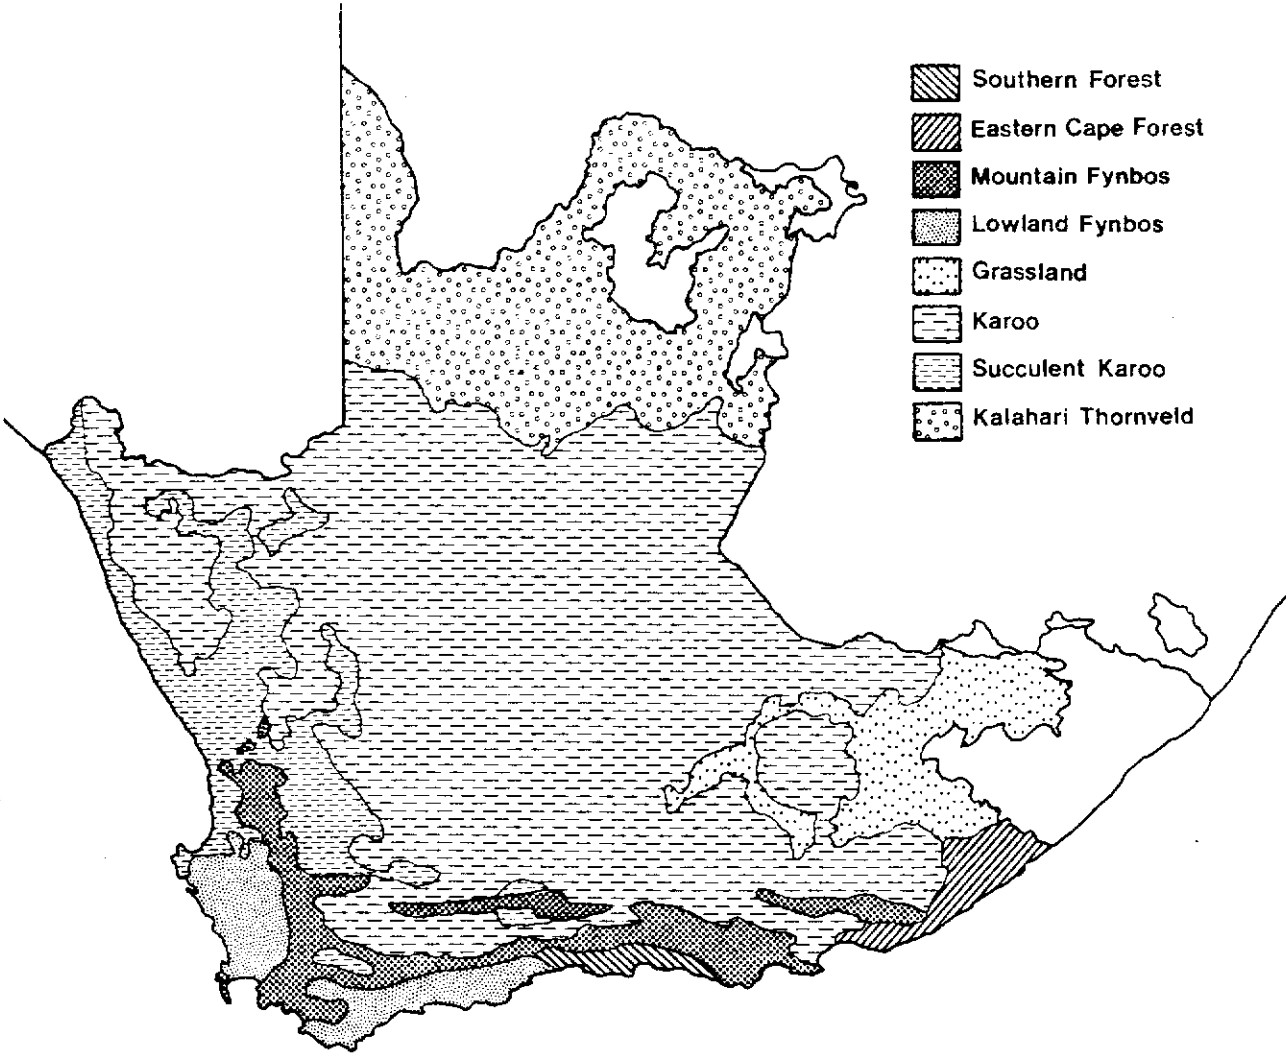 Southern Forest
Eastern Cape Forest
Mountain Fynbos
Lowland Fynbos
Grassland
Karoo
Succulent Karoo
Kalahari Thornveld